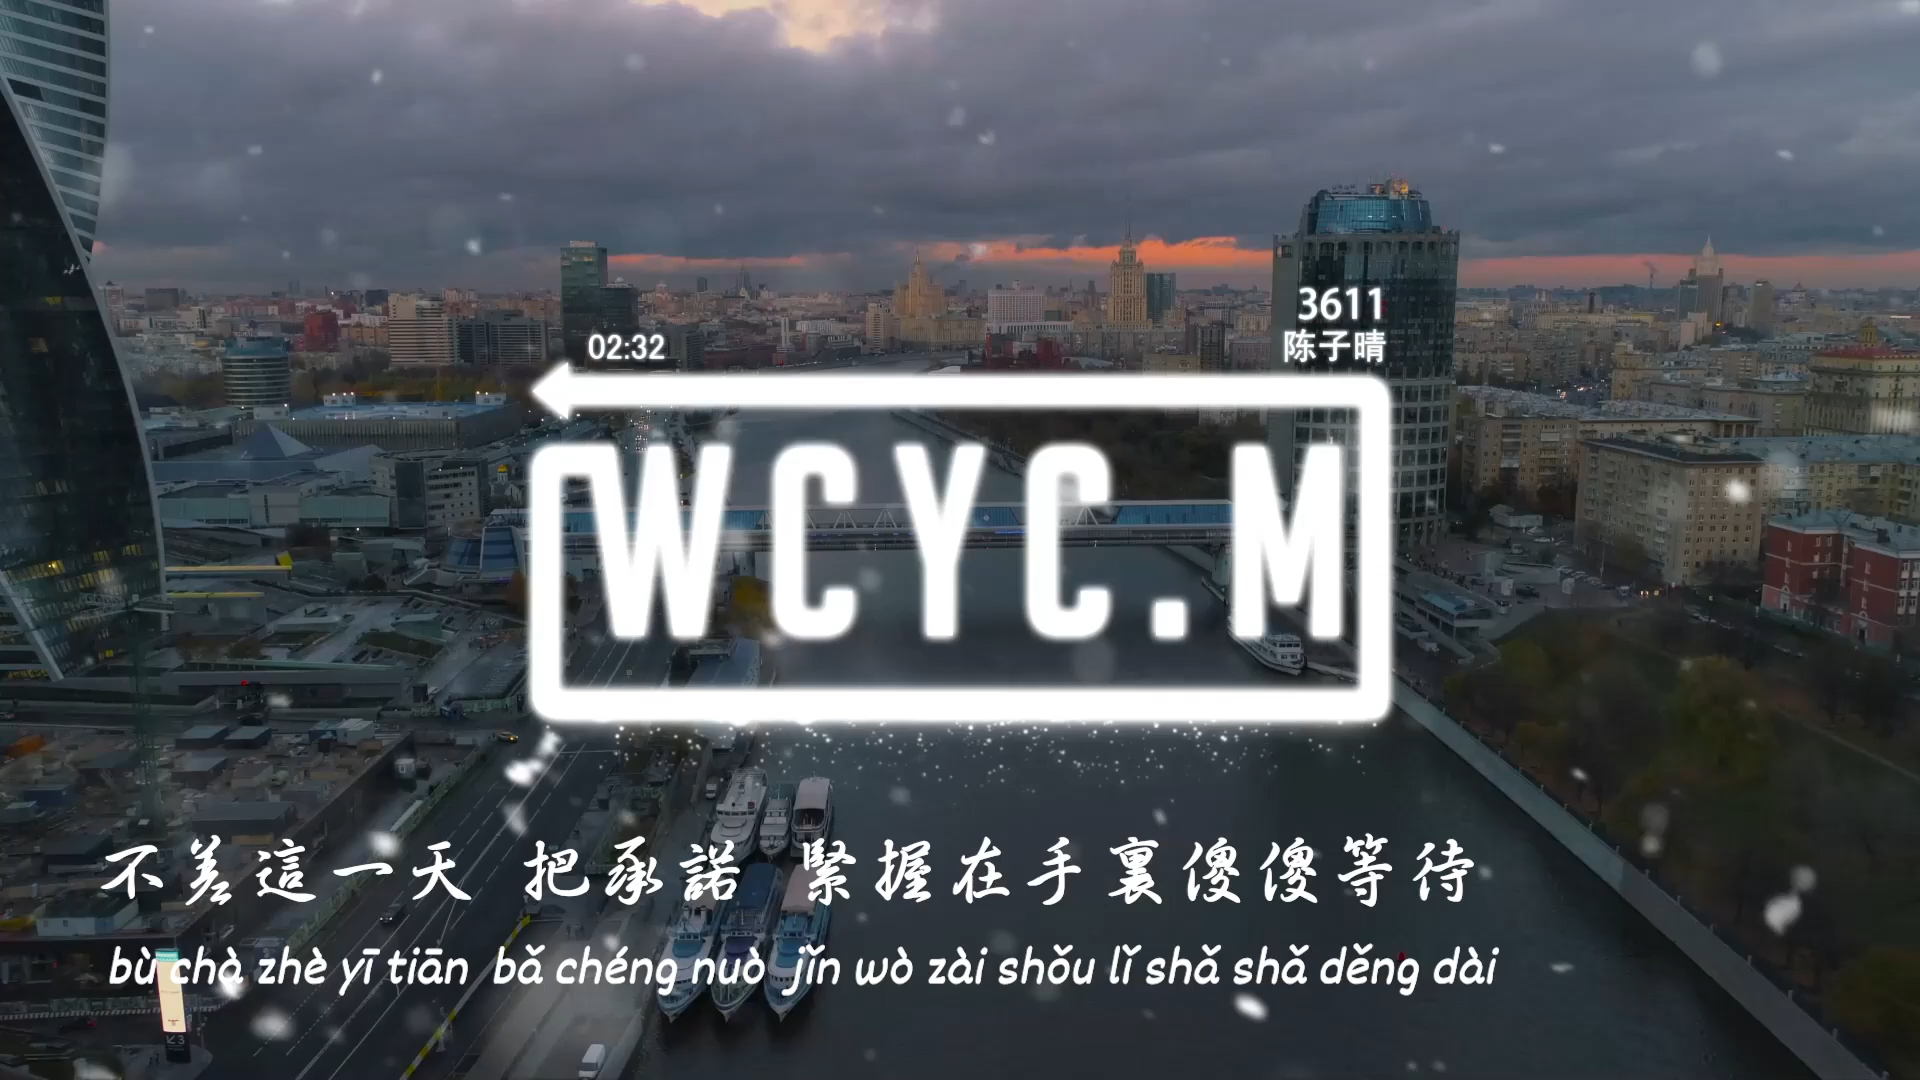 3611
02:32
陈子晴
WCYC.M
不差這一天 把承諾 緊握在手裏傻傻等待
bù chà zhè yī tiān bǎ chéng nuò jǐn wò zài shǒu lǐ shǎ shǎ děng dài